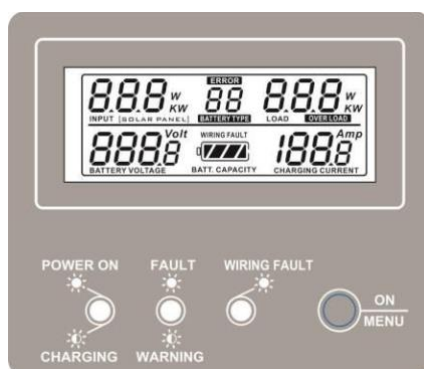 ERROR
8.8.8 W KW 88 8.8.8 W KW
INPUT [SOLAR PANEL] BATTERY TYPE LOAD OVER LOAD
888.8 Volt WIRING FAULT 188.8 Amp
BATTERY VOLTAGE BATT. CAPACITY CHARGING CURRENT
POWER ON FAULT WIRING FAULT
ON
MENU
CHARGING WARNING